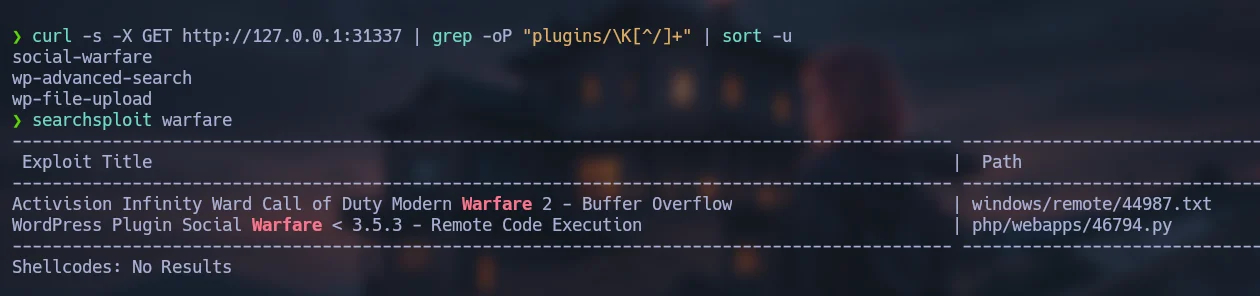 ❯ curl -s -X GET http://127.0.0.1:31337 | grep -oP "plugins/\K[^/]+" | sort -u
social-warfare
wp-advanced-search
wp-file-upload
❯ searchsploit warfare
Exploit Title | Path
Activision Infinity Ward Call of Duty Modern Warfare 2 - Buffer Overflow | windows/remote/44987.txt
WordPress Plugin Social Warfare < 3.5.3 - Remote Code Execution | php/webapps/46794.py
Shellcodes: No Results